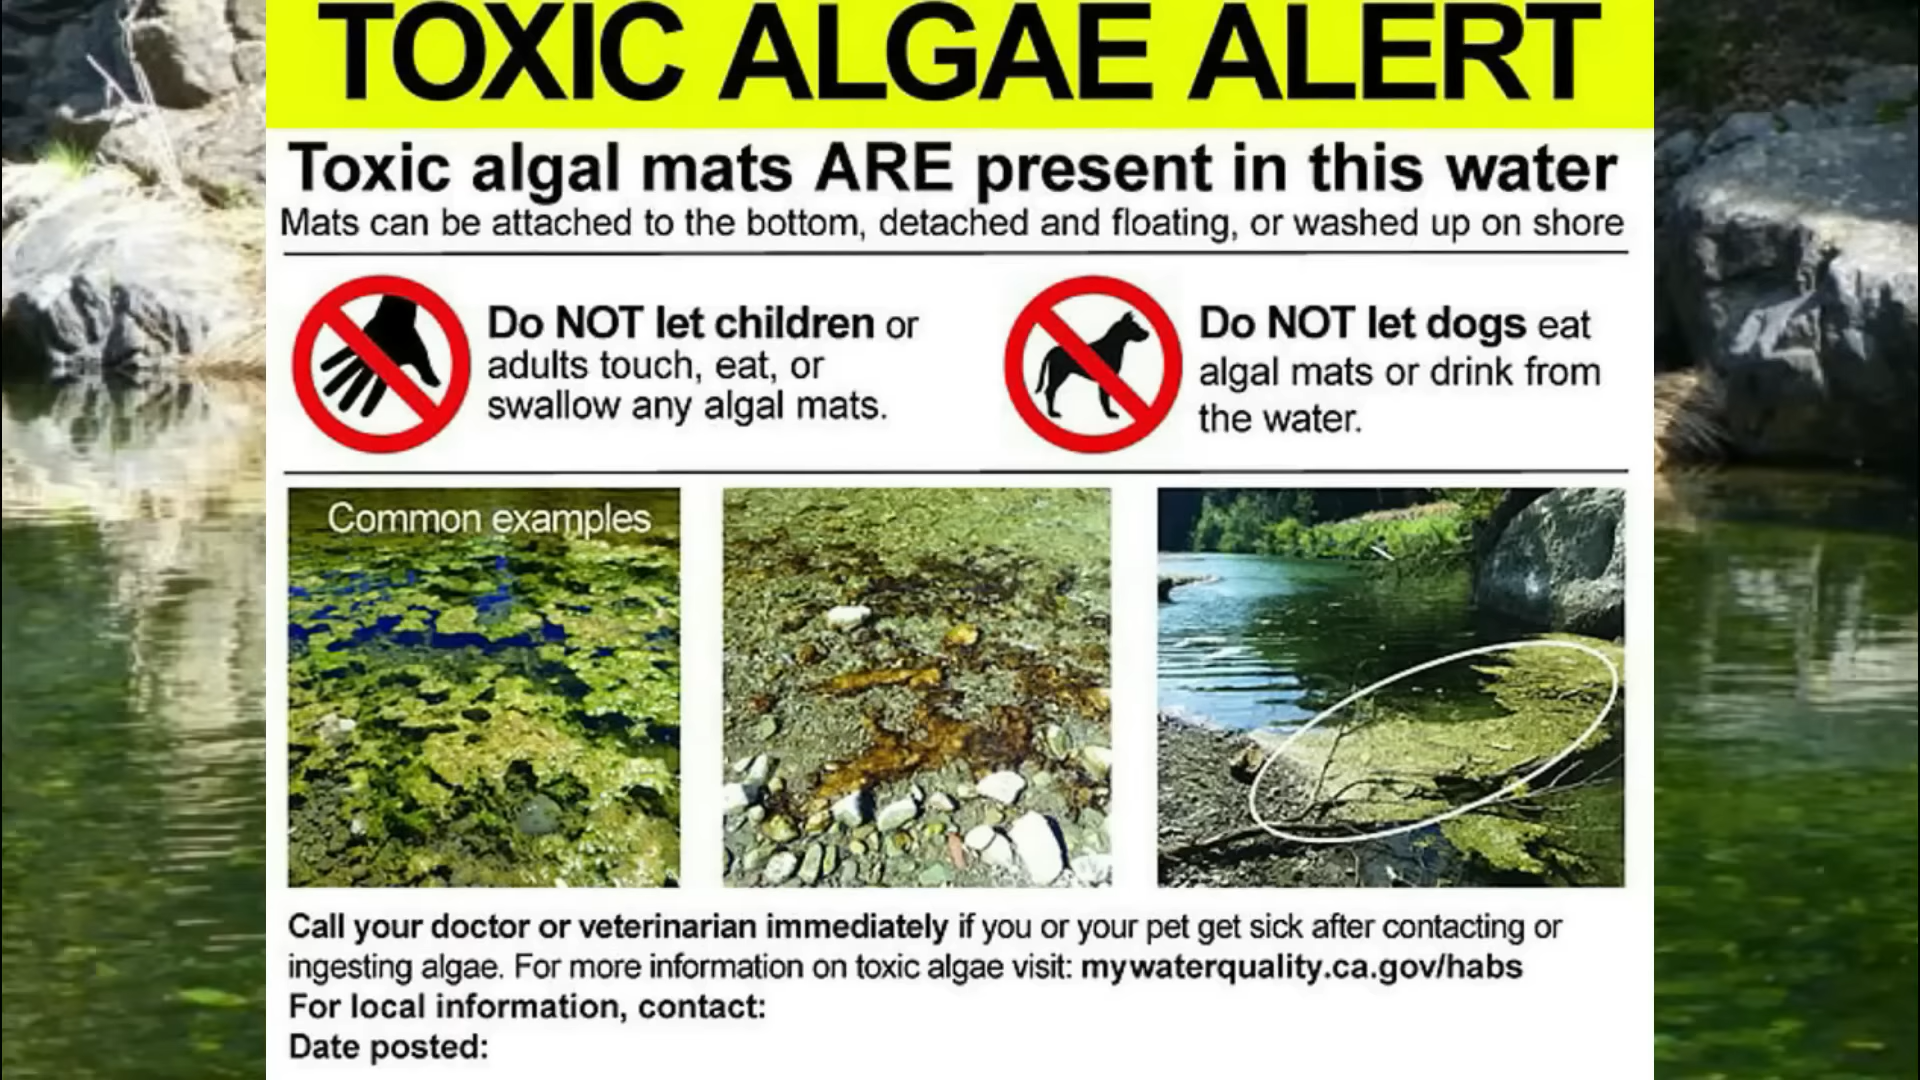 TOXIC ALGAE ALERT
Toxic algal mats ARE present in this water
Mats can be attached to the bottom, detached and floating, or washed up on shore
Do NOT let children or
adults touch, eat, or
swallow any algal mats.
Do NOT let dogs eat
algal mats or drink from
the water.
Common examples
Call your doctor or veterinarian immediately if you or your pet get sick after contacting or
ingesting algae. For more information on toxic algae visit: mywaterquality.ca.gov/habs
For local information, contact:
Date posted: